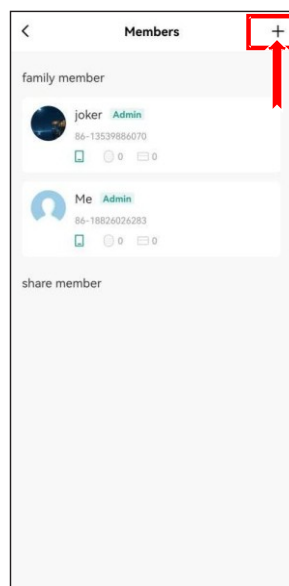 Members
family member
joker Admin
86-13539886070
0 0
Me Admin
86-18826026283
0 0
share member